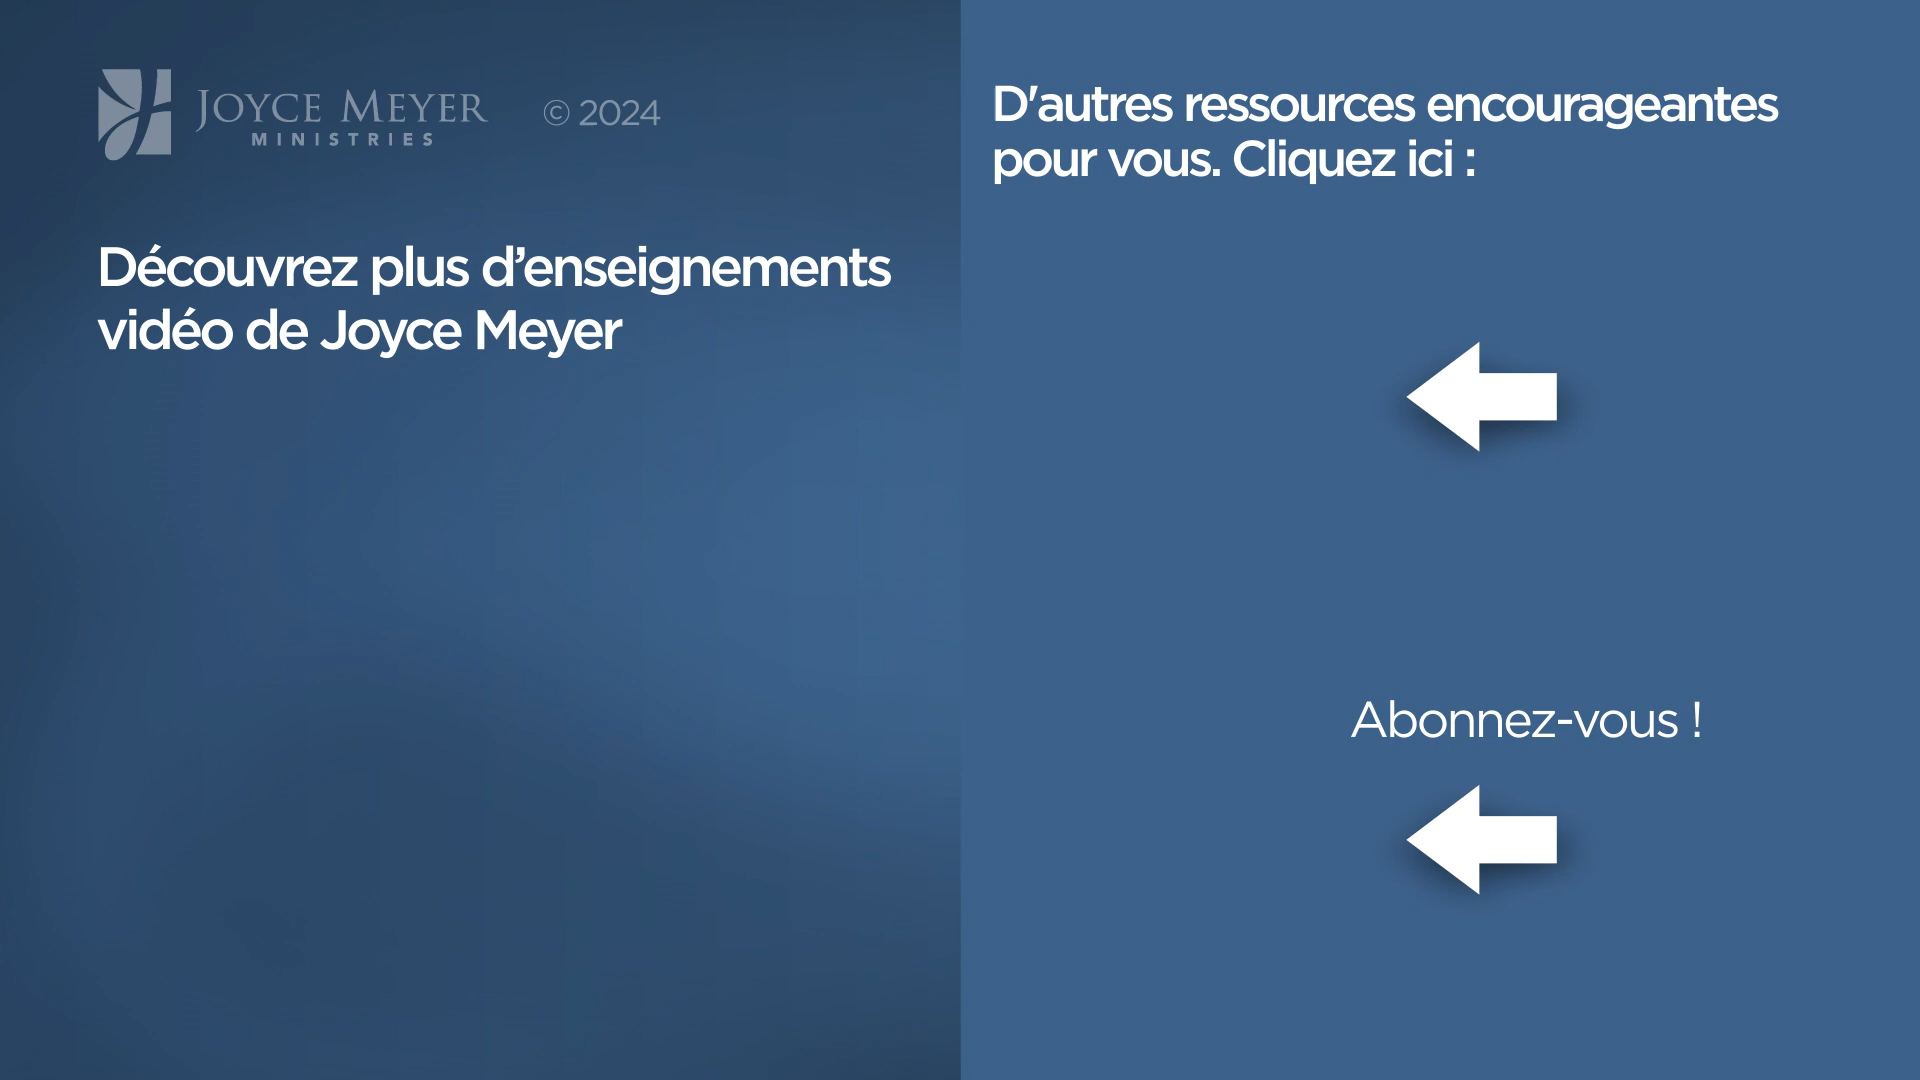 JOYCE MEYER
MINISTRIES
© 2024
Découvrez plus d’enseignements
vidéo de Joyce Meyer
D'autres ressources encourageantes
pour vous. Cliquez ici :
Abonnez-vous !